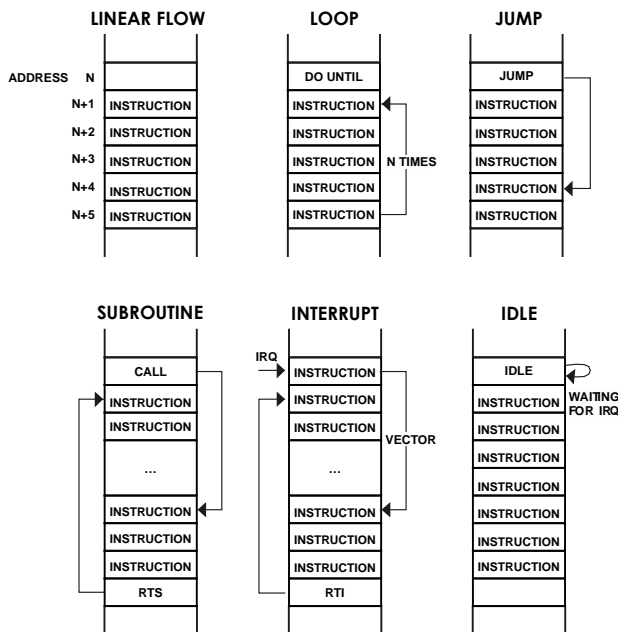 LINEAR FLOW
LOOP
JUMP
ADDRESS N
DO UNTIL
JUMP
N+1 INSTRUCTION
INSTRUCTION
INSTRUCTION
N+2 INSTRUCTION
INSTRUCTION
INSTRUCTION
N+3 INSTRUCTION
INSTRUCTION
N TIMES
INSTRUCTION
N+4 INSTRUCTION
INSTRUCTION
INSTRUCTION
N+5 INSTRUCTION
INSTRUCTION
INSTRUCTION
SUBROUTINE
INTERRUPT
IDLE
CALL
IRQ
INSTRUCTION
IDLE
INSTRUCTION
INSTRUCTION
INSTRUCTION
WAITING
FOR IRQ
INSTRUCTION
INSTRUCTION
INSTRUCTION
VECTOR
...
...
INSTRUCTION
INSTRUCTION
INSTRUCTION
INSTRUCTION
INSTRUCTION
INSTRUCTION
INSTRUCTION
INSTRUCTION
INSTRUCTION
INSTRUCTION
INSTRUCTION
RTS
RTI